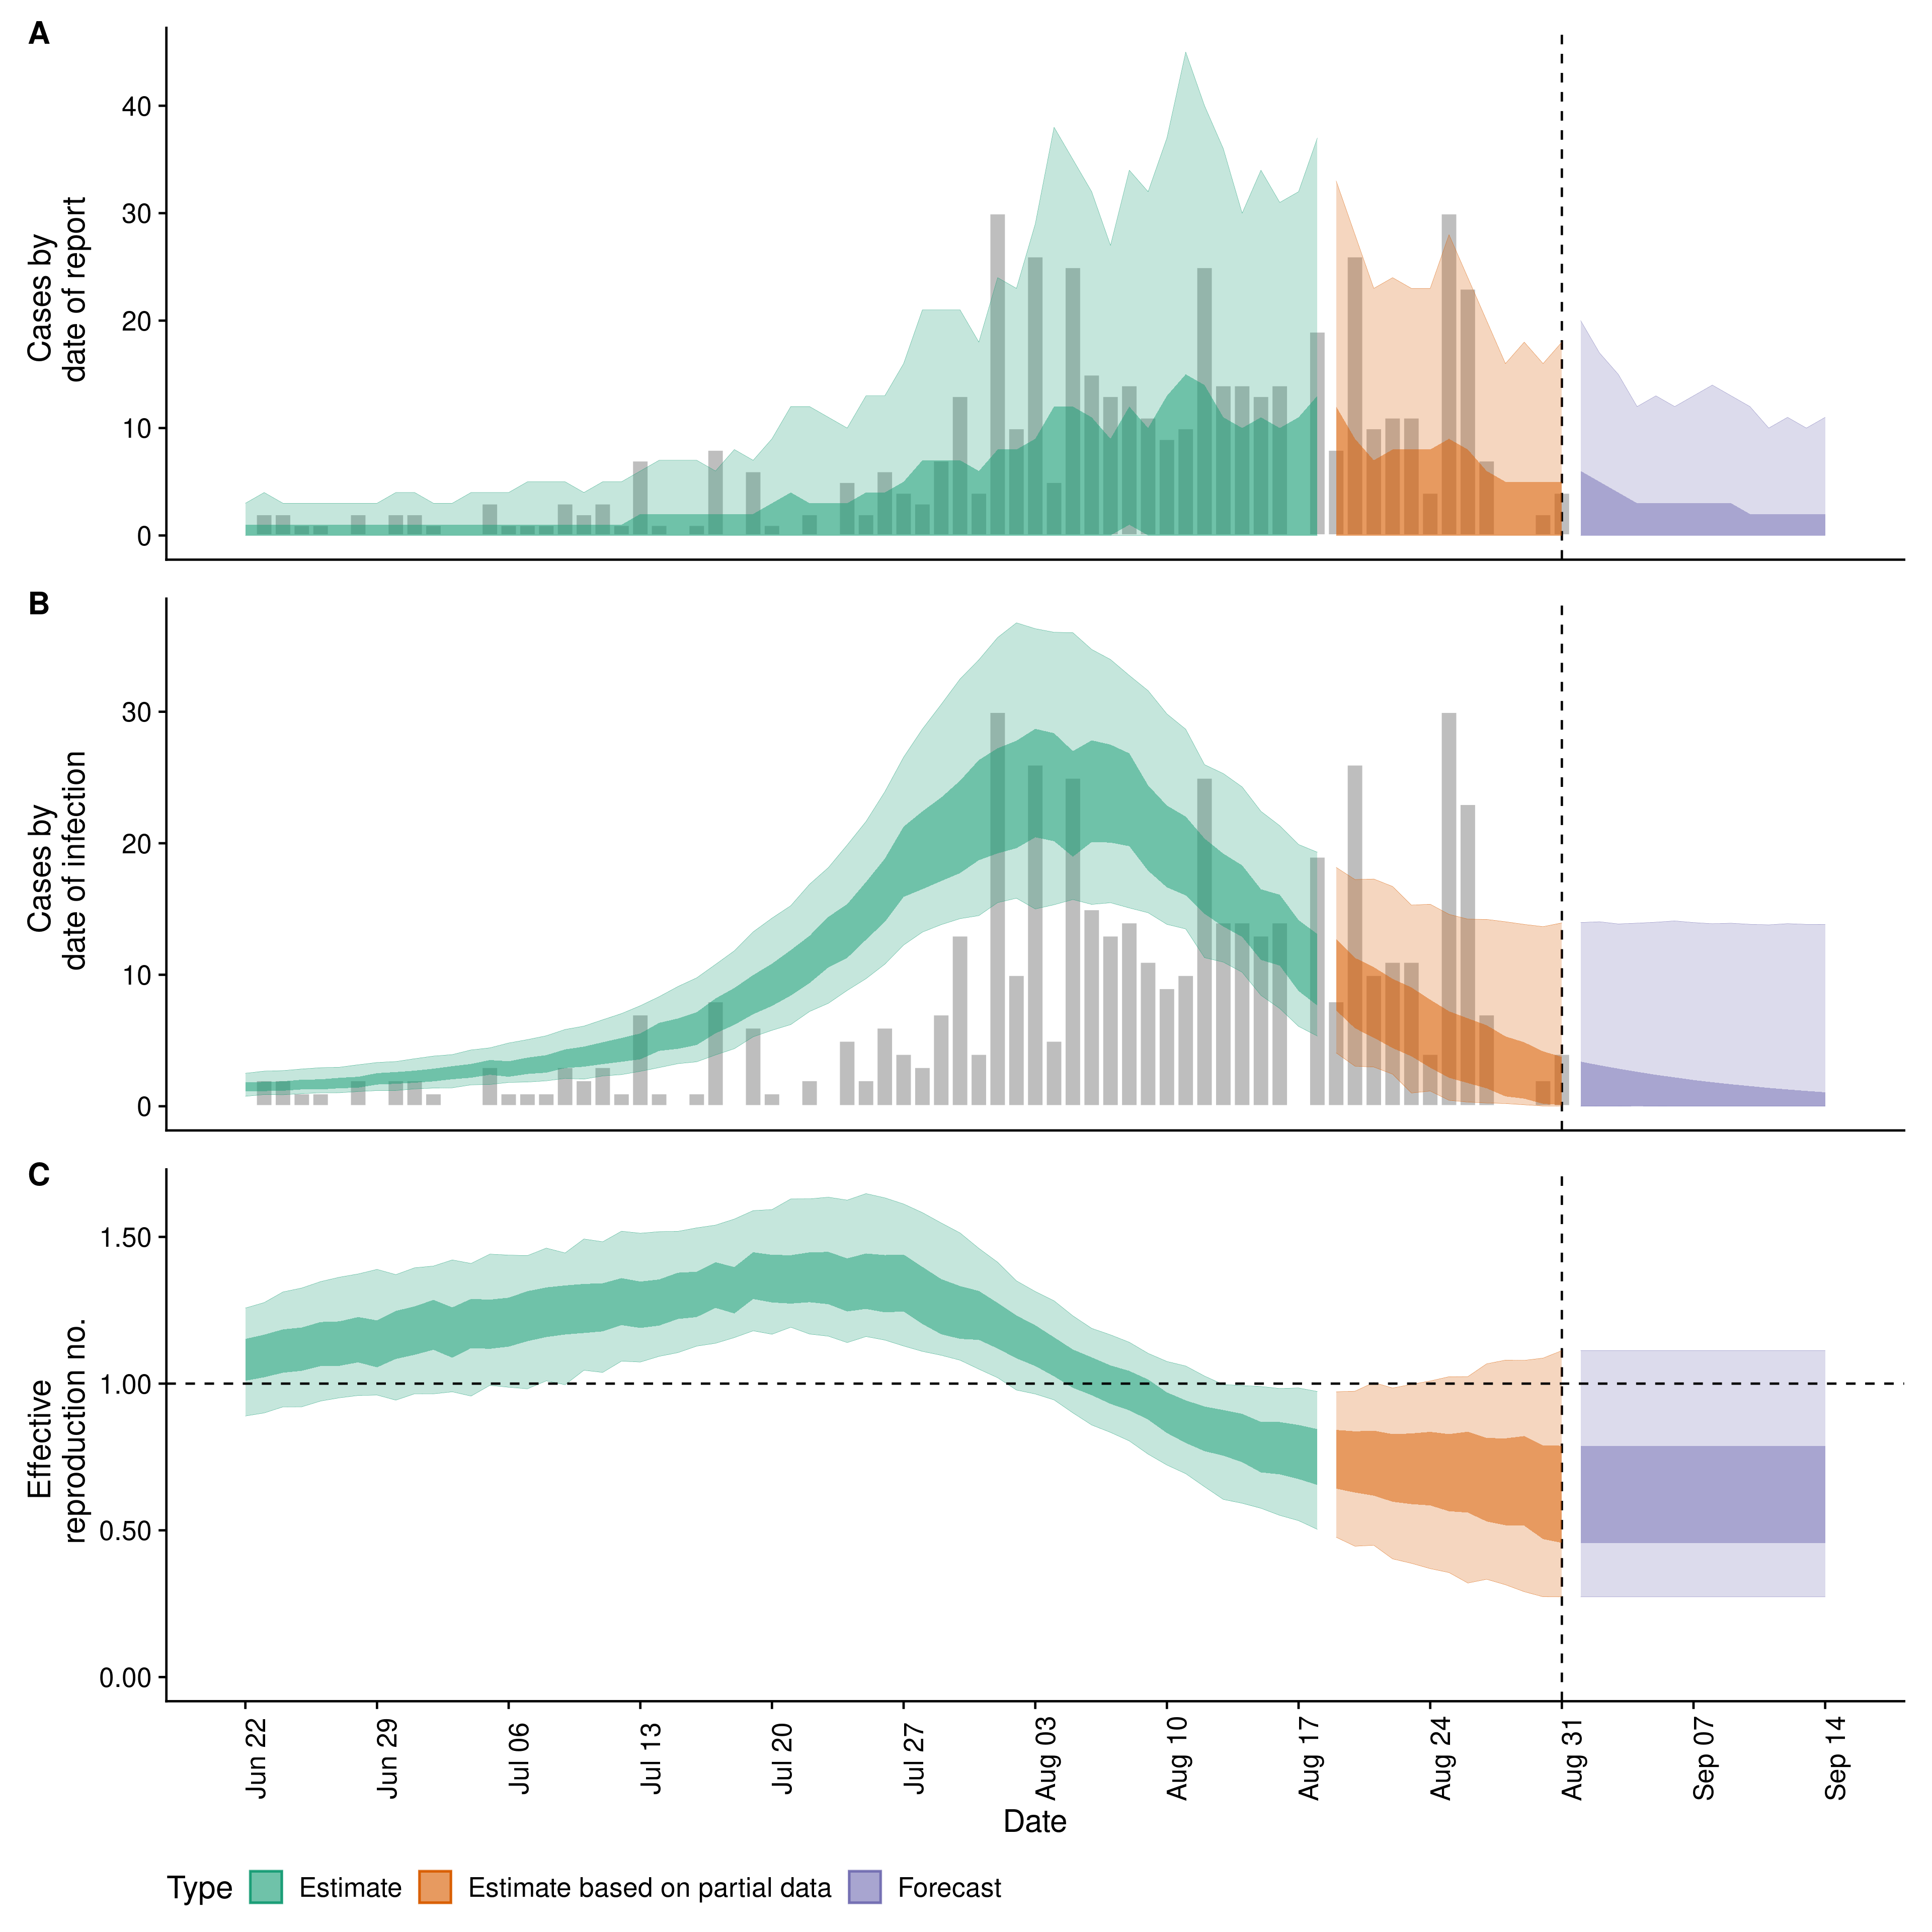 A
Cases by
date of report
40
30
20
10
0
B
Cases by
date of infection
30
20
10
0
C
Effective
reproduction no.
1.50
1.00
0.50
0.00
Jun 22
Jun 29
Jul 06
Jul 13
Jul 20
Jul 27
Aug 03
Aug 10
Aug 17
Aug 24
Aug 31
Sep 07
Sep 14
Date
Type Estimate Estimate based on partial data Forecast